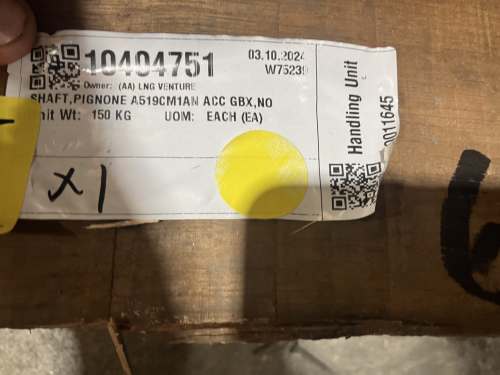 10404751
03.10.2024
W75239
Owner: (AA) LNG VENTURE
SHAFT,PIGNONE A519CM1AN ACC GBX,NO
Unit Wt: 150 KG UOM: EACH (EA)
x1
Handling Unit
0011645